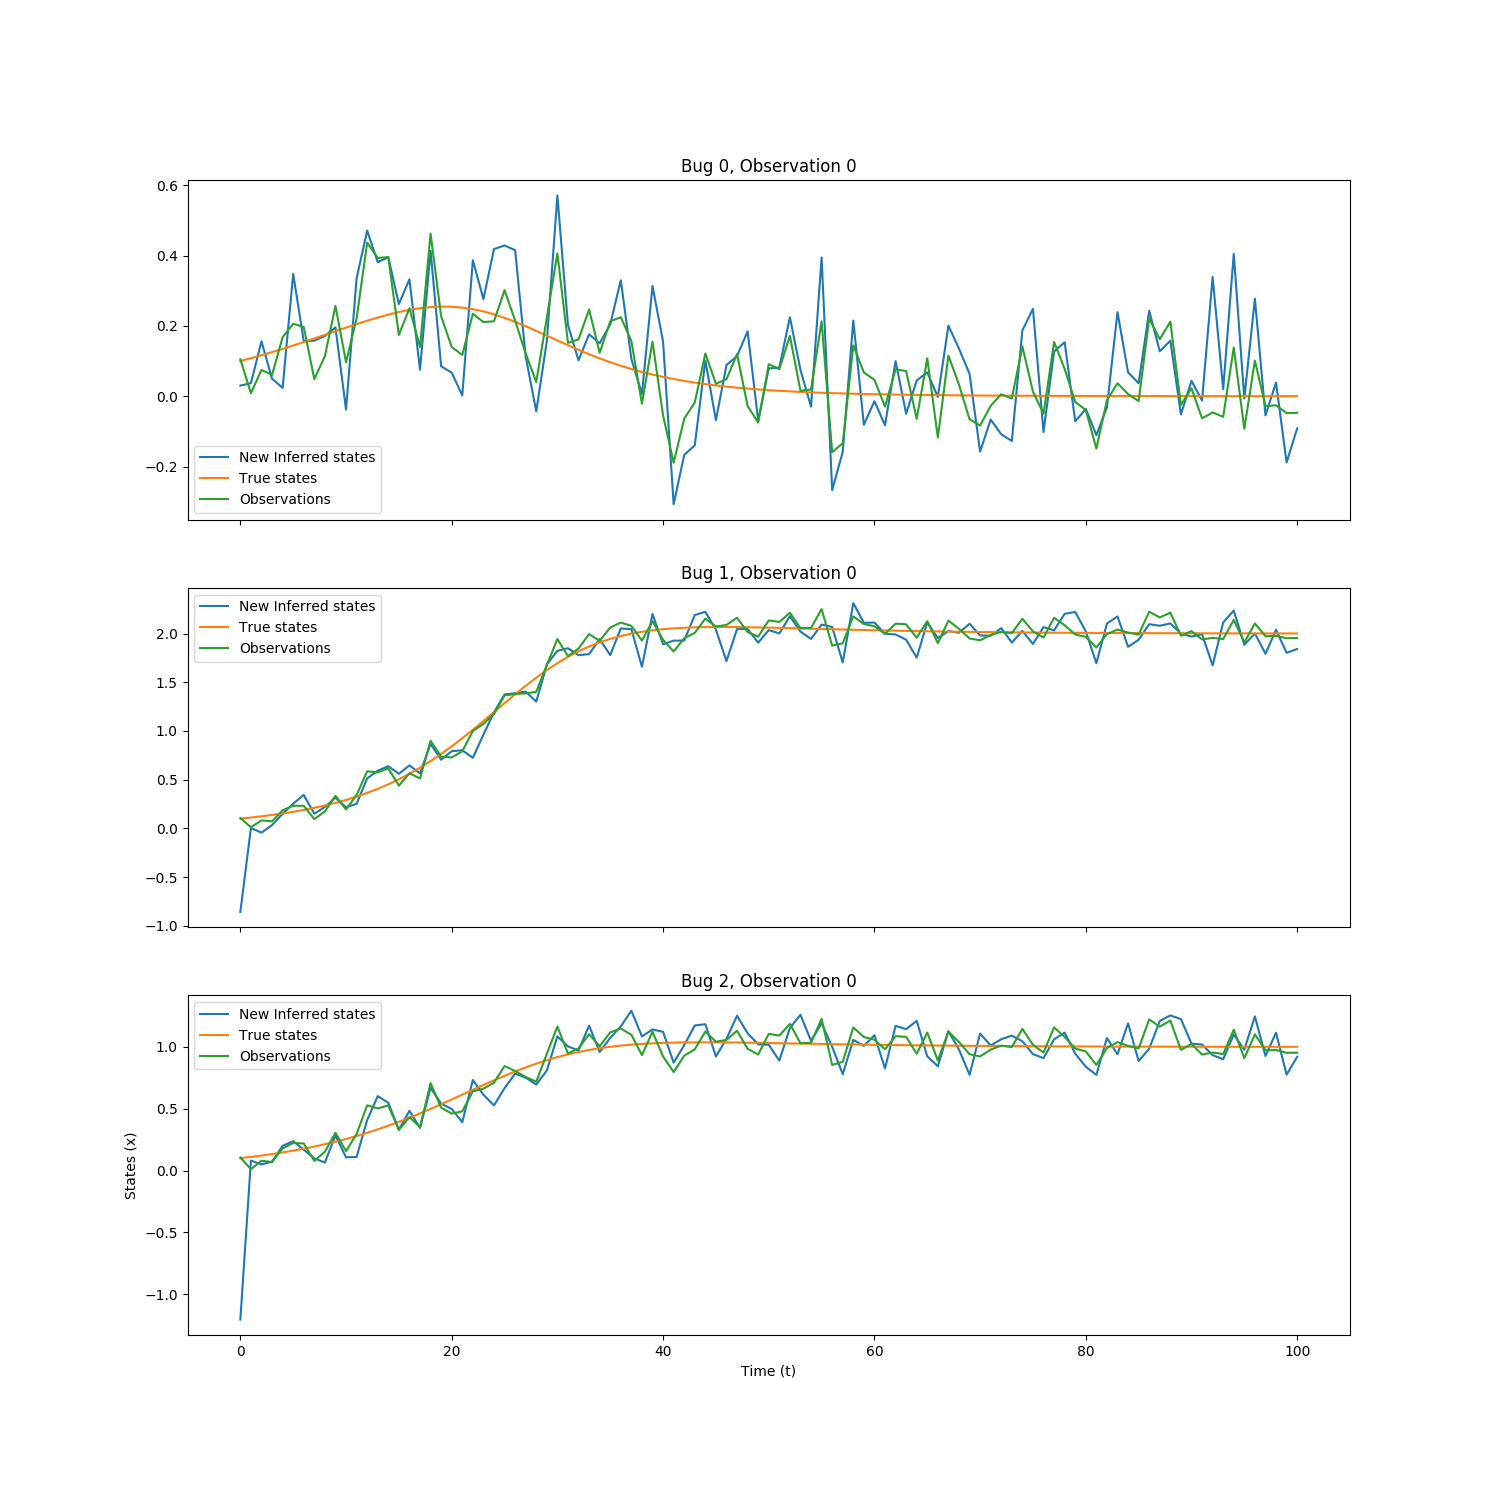 Bug 0, Observation 0
0.6
0.4
0.2
0.0
−0.2
New Inferred states
True states
Observations
Bug 1, Observation 0
2.0
1.5
1.0
0.5
0.0
−0.5
−1.0
New Inferred states
True states
Observations
Bug 2, Observation 0
1.0
0.5
0.0
−0.5
−1.0
New Inferred states
True states
Observations
States (x)
0 20 40 60 80 100
Time (t)